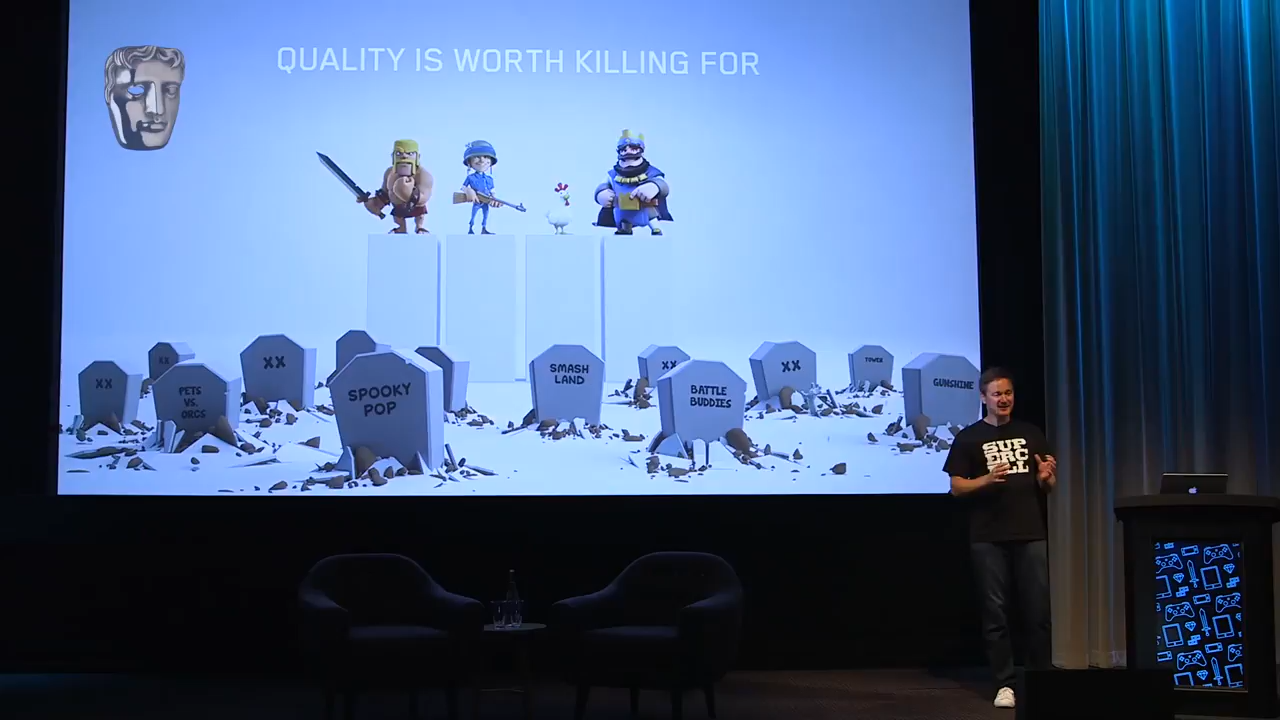 QUALITY IS WORTH KILLING FOR
XX
XX
PETS
VS.
ORCS
XX
SPOOKY
POP
SMASH
LAND
XX
BATTLE
BUDDIES
XX
TOWER
GUNSHINE
SUP
ERC
ELL